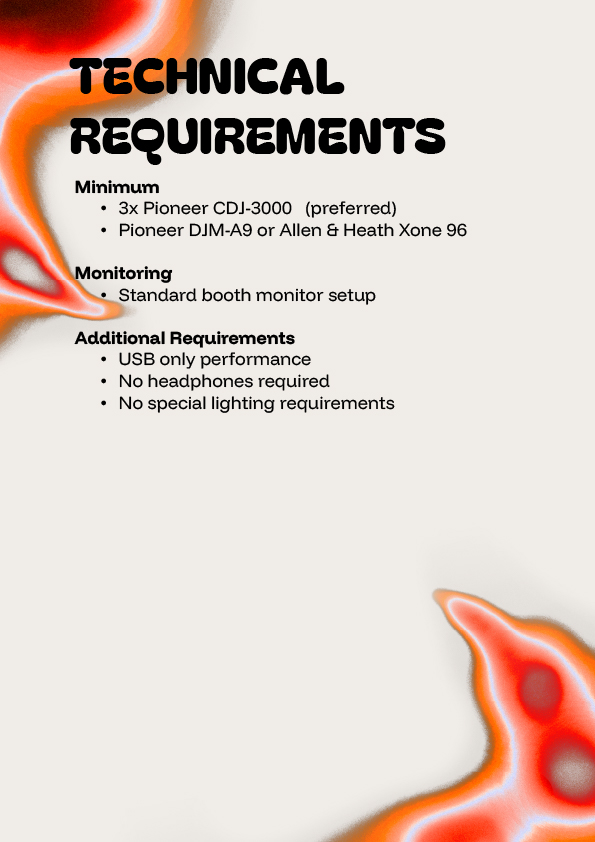 TECHNICAL
REQUIREMENTS
Minimum
• 3x Pioneer CDJ-3000 (preferred)
• Pioneer DJM-A9 or Allen & Heath Xone 96
Monitoring
• Standard booth monitor setup
Additional Requirements
• USB only performance
• No headphones required
• No special lighting requirements